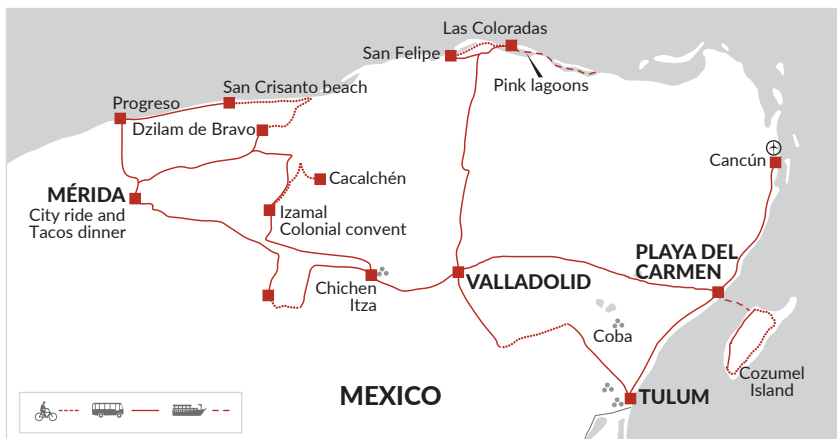 Las Coloradas
San Felipe
Pink lagoons
San Crisanto beach
Progreso
Dzilam de Bravo
Cancún
Cacalchén
MÉRIDA
City ride and
Tacos dinner
Izamal
Colonial convent
PLAYA DEL
CARMEN
VALLADOLID
Chichen
Itza
Coba
Cozumel
Island
MEXICO
TULUM